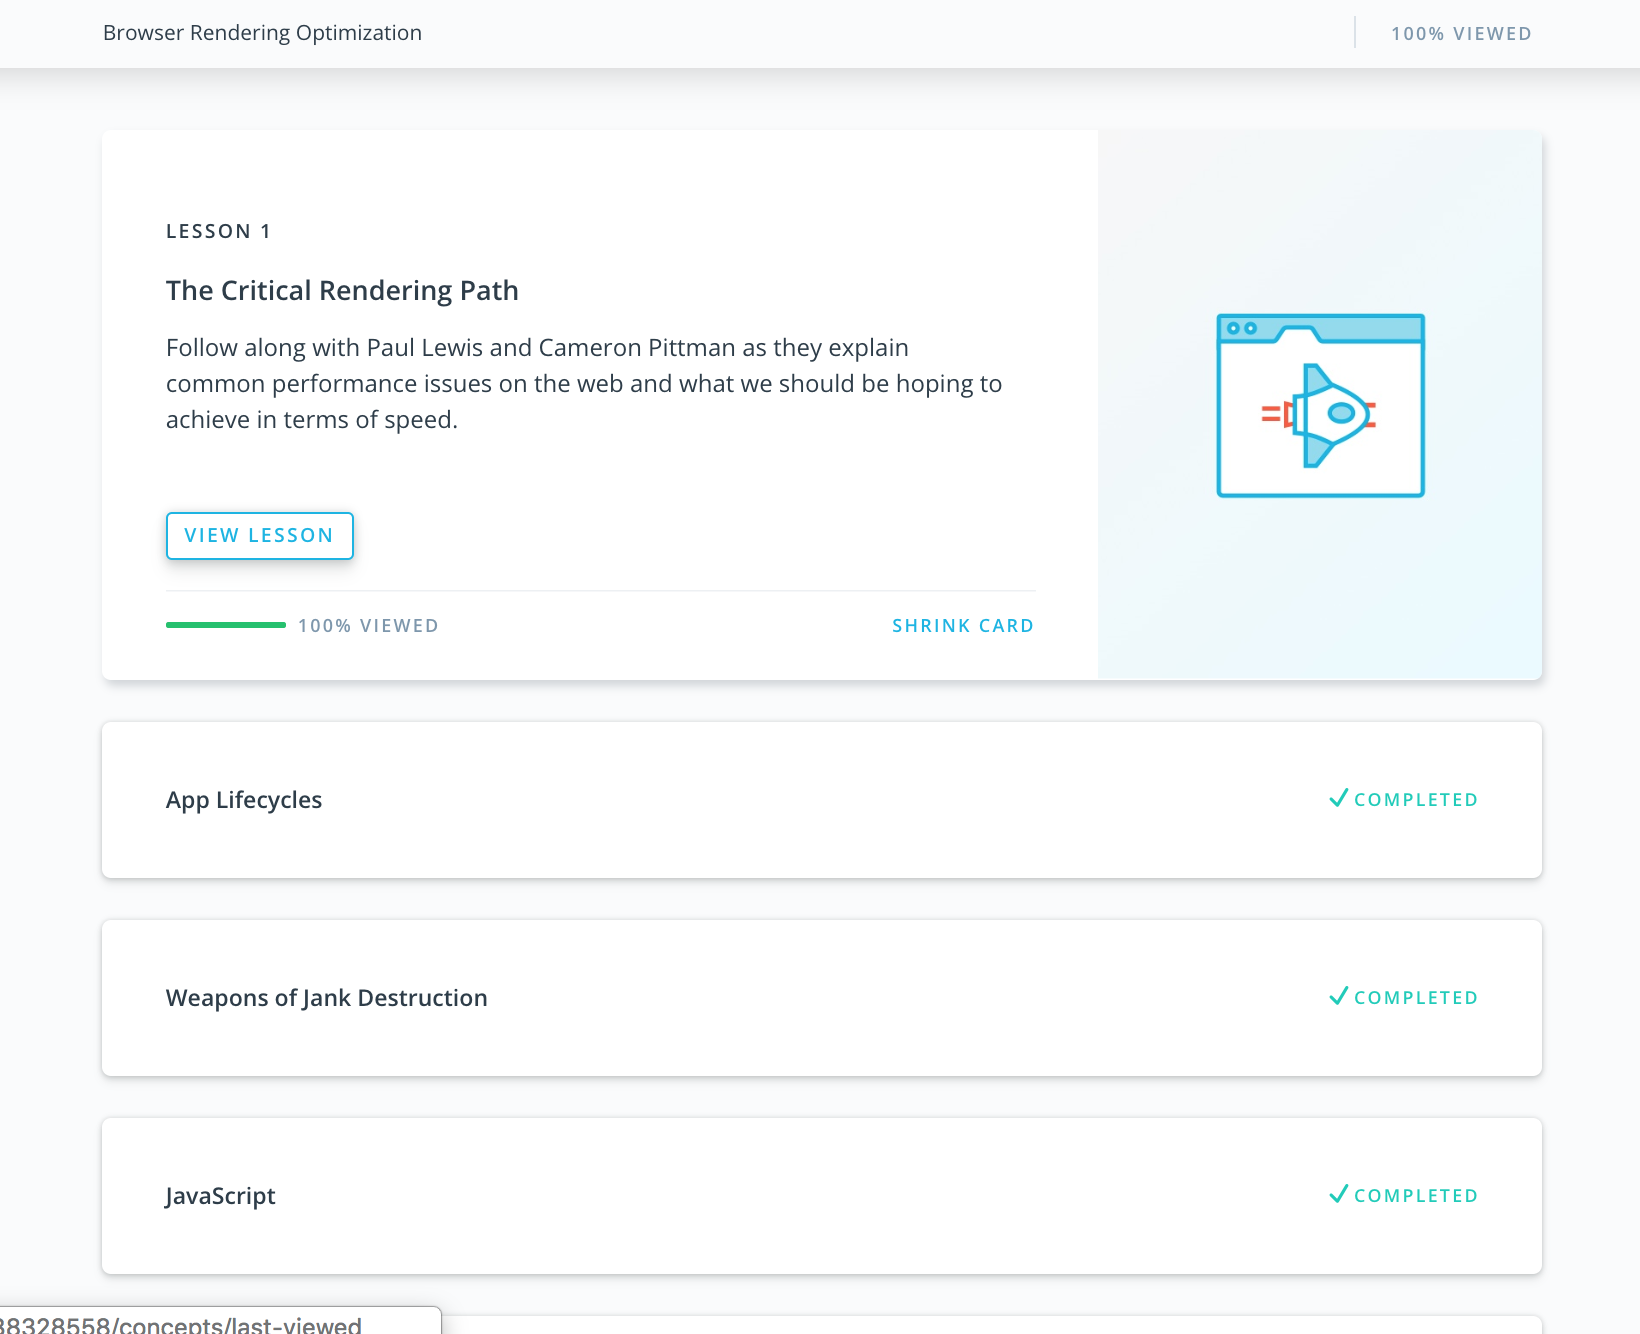 Browser Rendering Optimization
100% VIEWED
LESSON 1
The Critical Rendering Path
Follow along with Paul Lewis and Cameron Pittman as they explain
common performance issues on the web and what we should be hoping to
achieve in terms of speed.
VIEW LESSON
100% VIEWED
SHRINK CARD
App Lifecycles
COMPLETED
Weapons of Jank Destruction
COMPLETED
JavaScript
COMPLETED
38328558/concepts/last-viewed